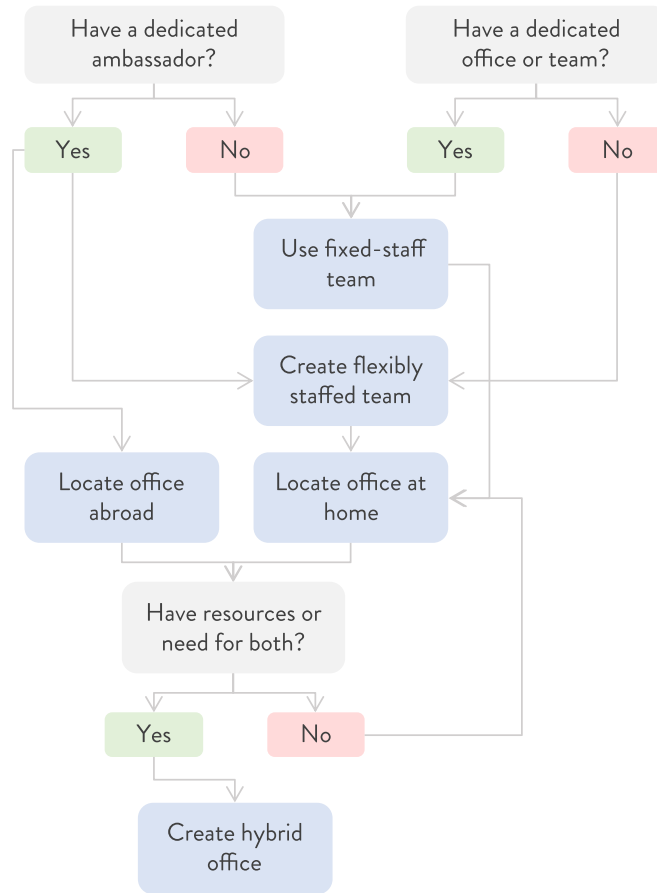 Have a dedicated
ambassador?
Have a dedicated
office or team?
Yes
No
Yes
No
Use fixed-staff
team
Create flexibly
staffed team
Locate office
abroad
Locate office at
home
Have resources or
need for both?
Yes
No
Create hybrid
office